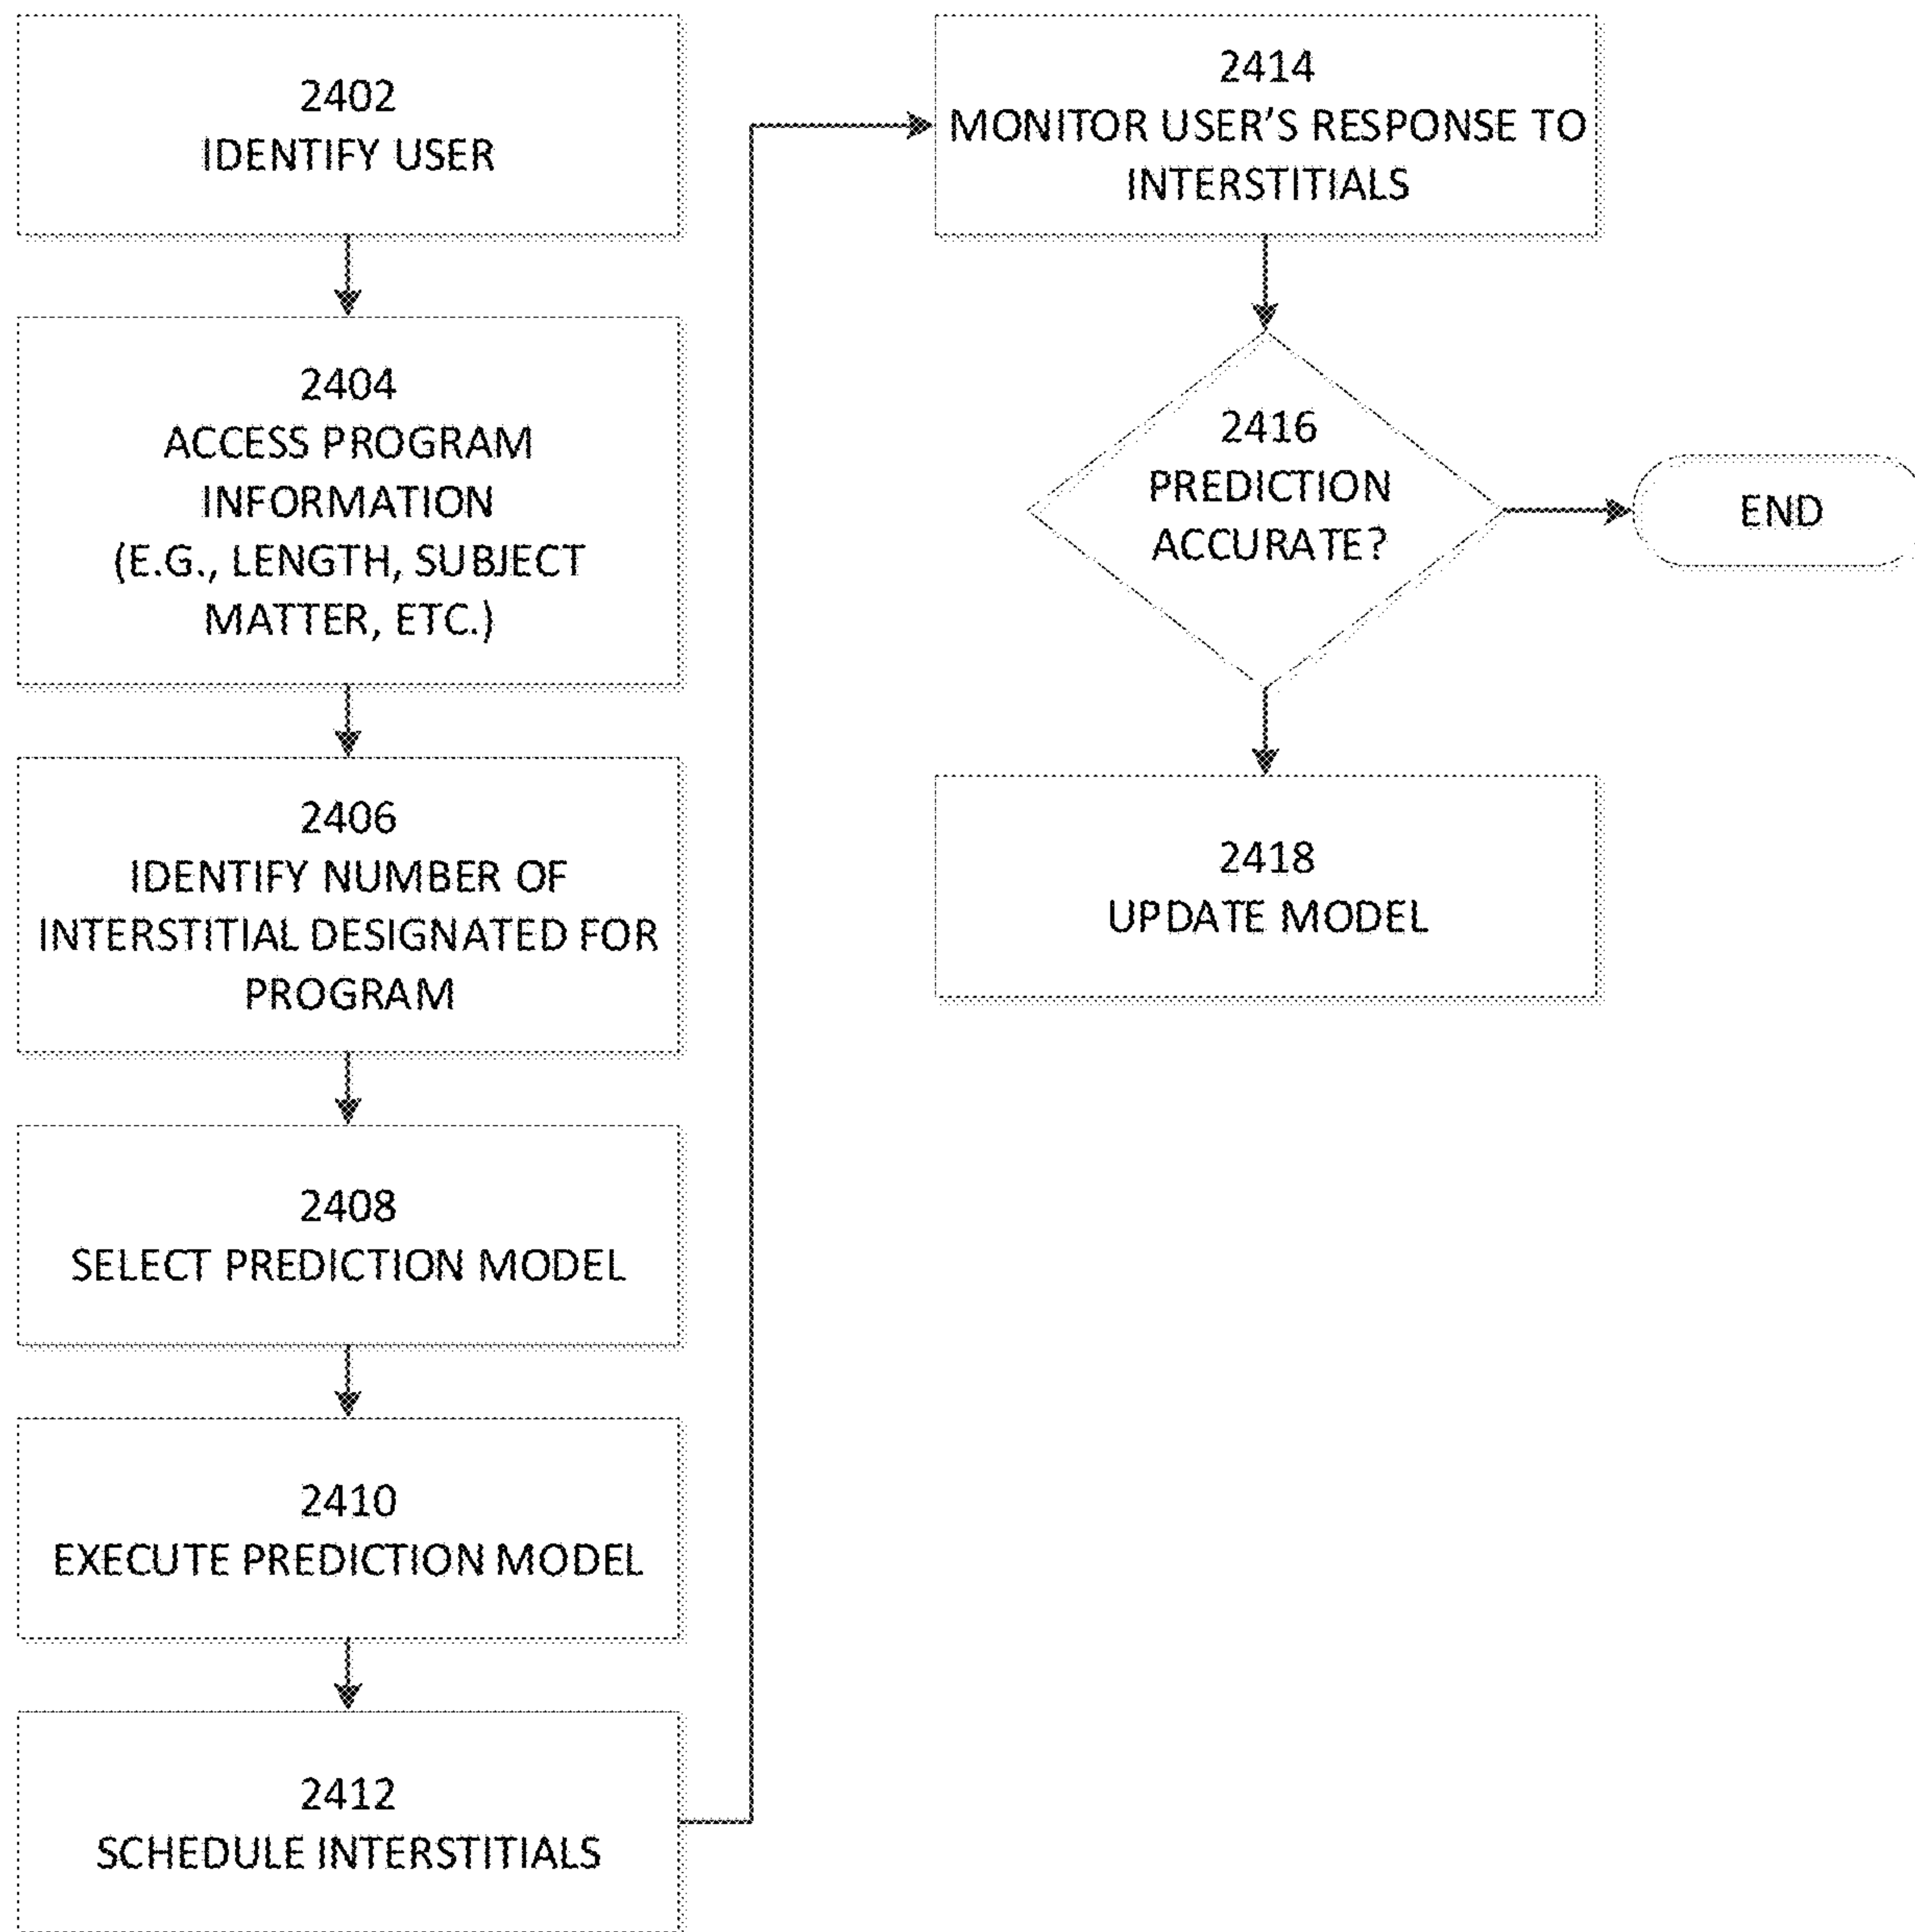 2402
IDENTIFY USER
2404
ACCESS PROGRAM
INFORMATION
(E.G., LENGTH, SUBJECT
MATTER, ETC.)
2406
IDENTIFY NUMBER OF
INTERSTITIAL DESIGNATED FOR
PROGRAM
2408
SELECT PREDICTION MODEL
2410
EXECUTE PREDICTION MODEL
2412
SCHEDULE INTERSTITIALS
2414
MONITOR USER'S RESPONSE TO
INTERSTITIALS
2416
PREDICTION
ACCURATE?
END
2418
UPDATE MODEL